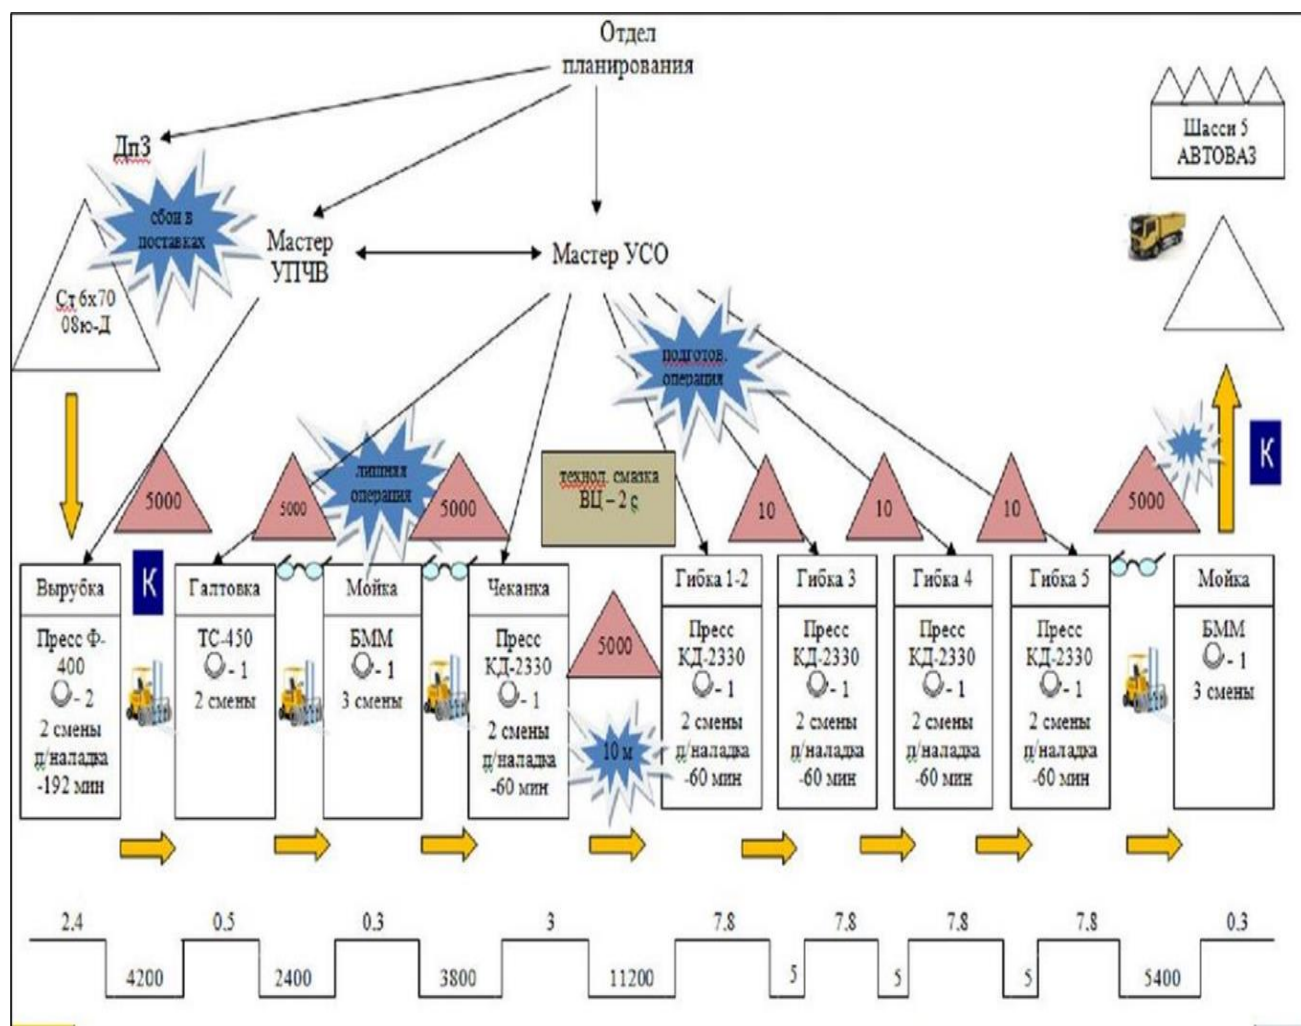 Отдел
планирования
ДпЗ
Шасси 5
АВТОВАЗ
сбои в
поставках
Мастер
УПЧВ
Мастер УСО
Ст 6х70
08ю-Д
подготов.
операция
лишняя
операция
К
5000
5000
5000
технол. смазка
ВЦ – 2 с
10
10
10
5000
Вырубка
К
Галтовка
Мойка
Чеканка
Гибка 1-2
Гибка 3
Гибка 4
Гибка 5
Мойка
Пресс Ф-
400
- 2
2 смены
п/наладка
-192 мин
ТС-450
- 1
2 смены
БММ
- 1
3 смены
Пресс
КД-2330
- 1
2 смены
п/наладка
-60 мин
5000
10 м
Пресс
КД-2330
- 1
2 смены
п/наладка
-60 мин
Пресс
КД-2330
- 1
2 смены
п/наладка
-60 мин
Пресс
КД-2330
- 1
2 смены
п/наладка
-60 мин
Пресс
КД-2330
- 1
2 смены
п/наладка
-60 мин
БММ
- 1
3 смены
2.4 0.5 0.3 3 7.8 7.8 7.8 7.8 0.3
4200 2400 3800 11200 5 5 5 5400